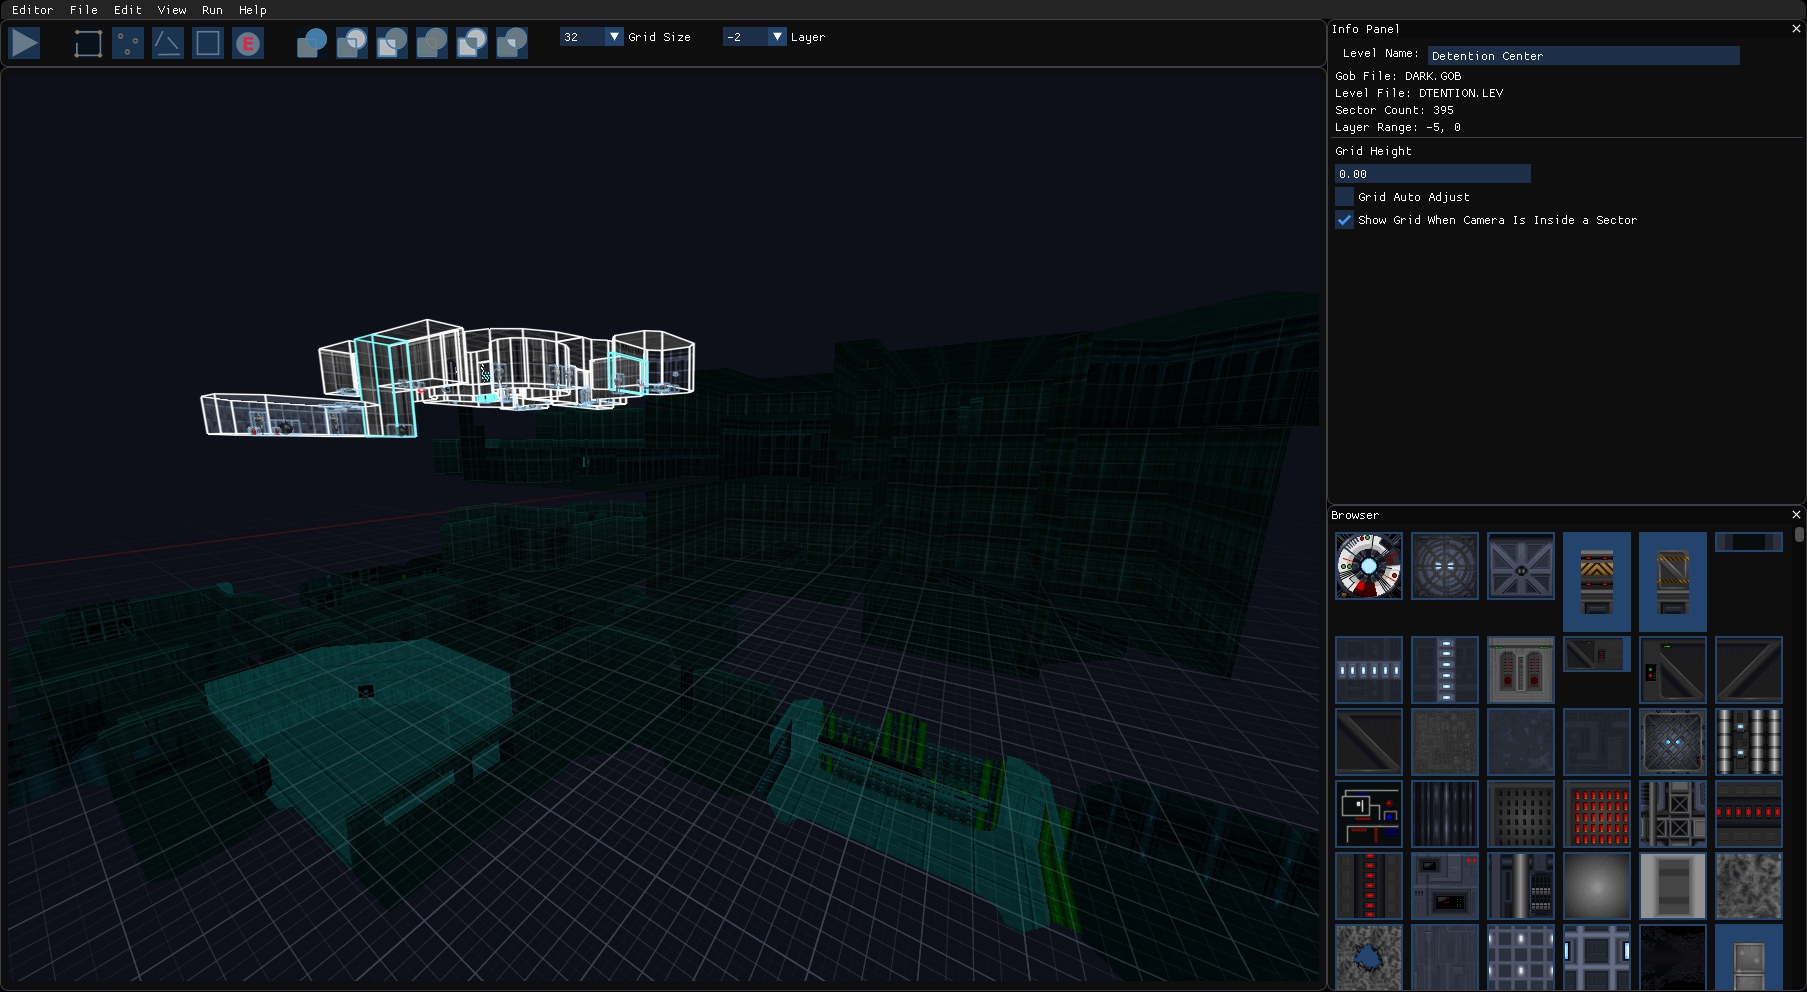 Editor File Edit View Run Help
E
32 Grid Size -2 Layer
Info Panel
Level Name: Detention Center
Gob File: DARK.GOB
Level File: DTENTION.LEV
Sector Count: 395
Layer Range: -5, 0
Grid Height
0.00
Grid Auto Adjust
Show Grid When Camera Is Inside a Sector
Browser